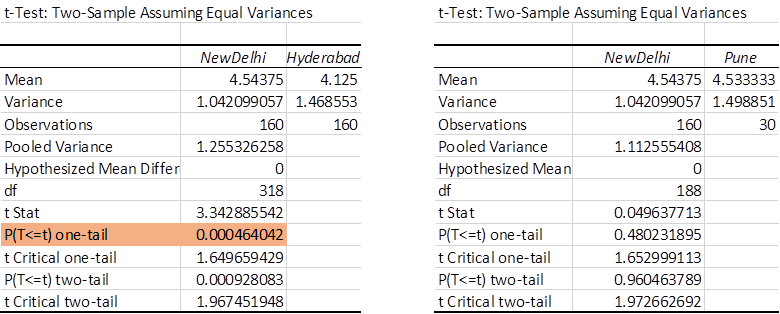 t-Test: Two-Sample Assuming Equal Variances
NewDelhi Hyderabad
Mean 4.54375 4.125
Variance 1.042099057 1.468553
Observations 160 160
Pooled Variance 1.255326258
Hypothesized Mean Differ 0
df 318
t Stat 3.342885542
P(T<=t) one-tail 0.000464042
t Critical one-tail 1.649659429
P(T<=t) two-tail 0.000928083
t Critical two-tail 1.967451948
t-Test: Two-Sample Assuming Equal Variances
NewDelhi Pune
Mean 4.54375 4.533333
Variance 1.042099057 1.498851
Observations 160 30
Pooled Variance 1.112555408
Hypothesized Mean 0
df 188
t Stat 0.049637713
P(T<=t) one-tail 0.480231895
t Critical one-tail 1.652999113
P(T<=t) two-tail 0.960463789
t Critical two-tail 1.972662692